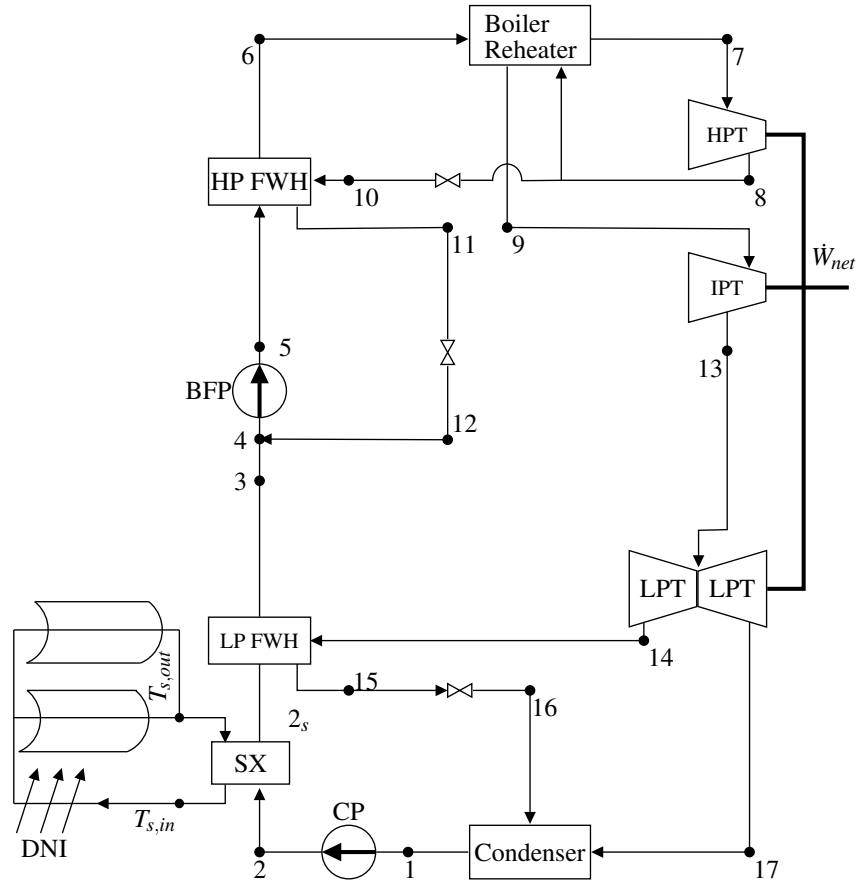 Boiler
Reheater
6
7
HPT
HP FWH
10
8
11
9
Ẇnet
IPT
5
13
BFP
12
4
3
LPT LPT
LP FWH
14
Ts,out
15
16
2s
SX
Ts,in
CP
DNI
2
1
Condenser
17